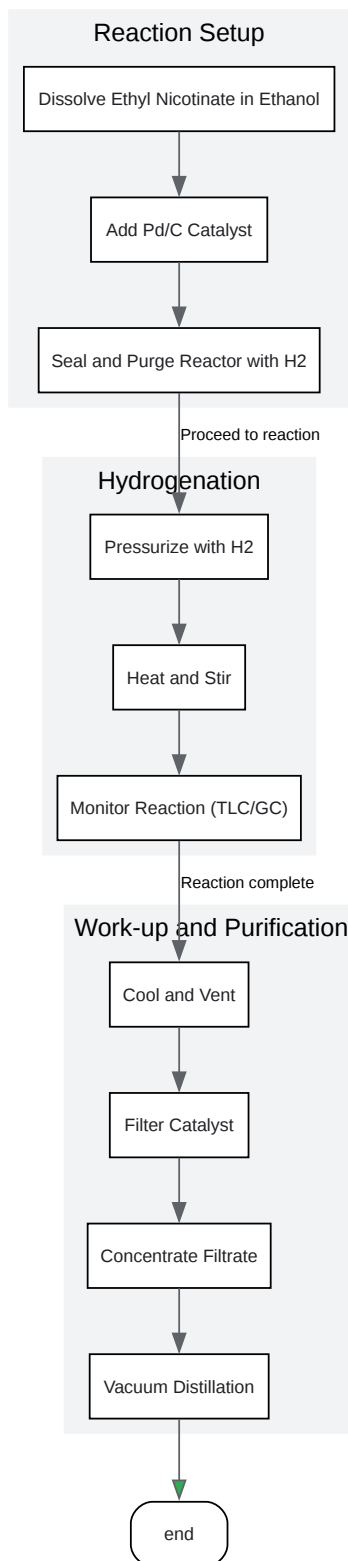 Reaction Setup
Dissolve Ethyl Nicotinate in Ethanol
Add Pd/C Catalyst
Seal and Purge Reactor with H2
Proceed to reaction
Hydrogenation
Pressurize with H2
Heat and Stir
Monitor Reaction (TLC/GC)
Reaction complete
Work-up and Purification
Cool and Vent
Filter Catalyst
Concentrate Filtrate
Vacuum Distillation
end